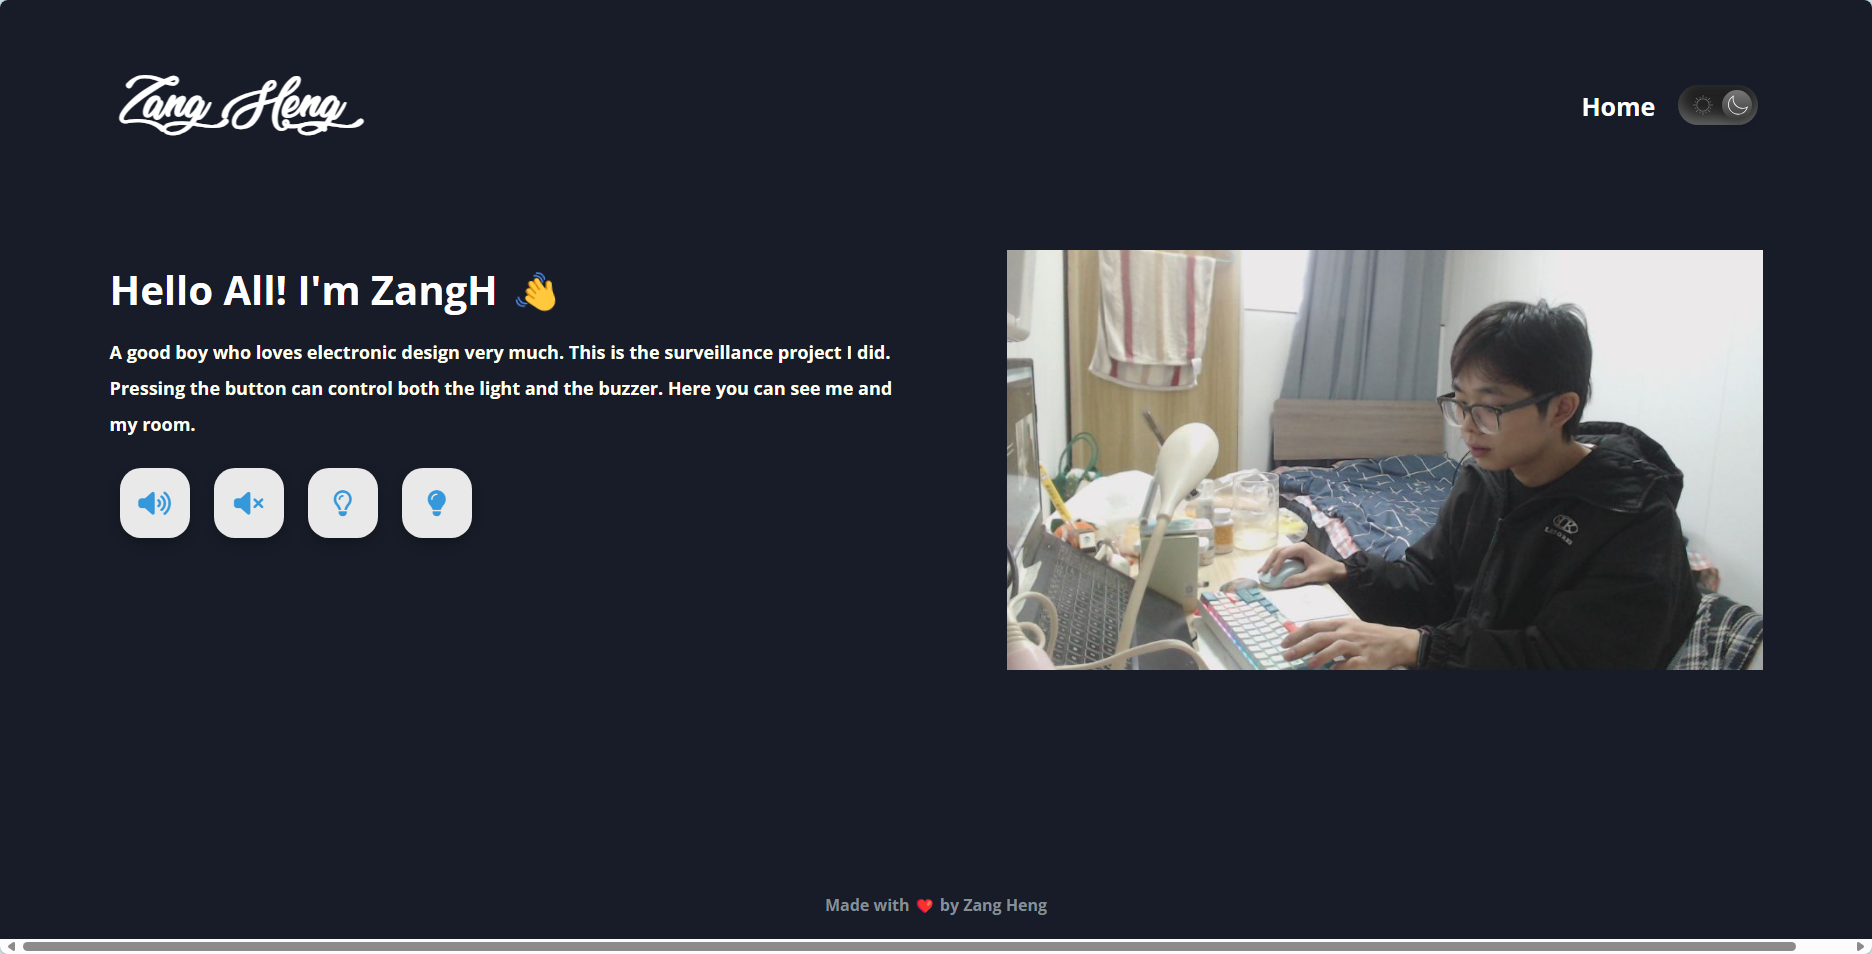 Zang Heng
Home
Hello All! I'm ZangH 👋
A good boy who loves electronic design very much. This is the surveillance project I did.
Pressing the button can control both the light and the buzzer. Here you can see me and
my room.
Made with ❤️ by Zang Heng